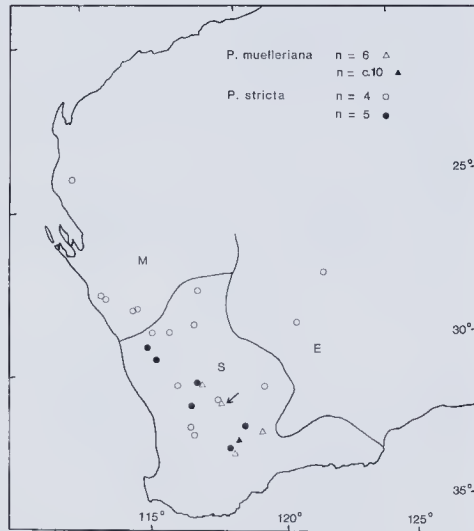 P. muelleriana n = 6 △
n = c.10 ▲
P. stricta n = 4 ○
n = 5 ●
25°
M
30°
E
S
35°
115° 120° 125°